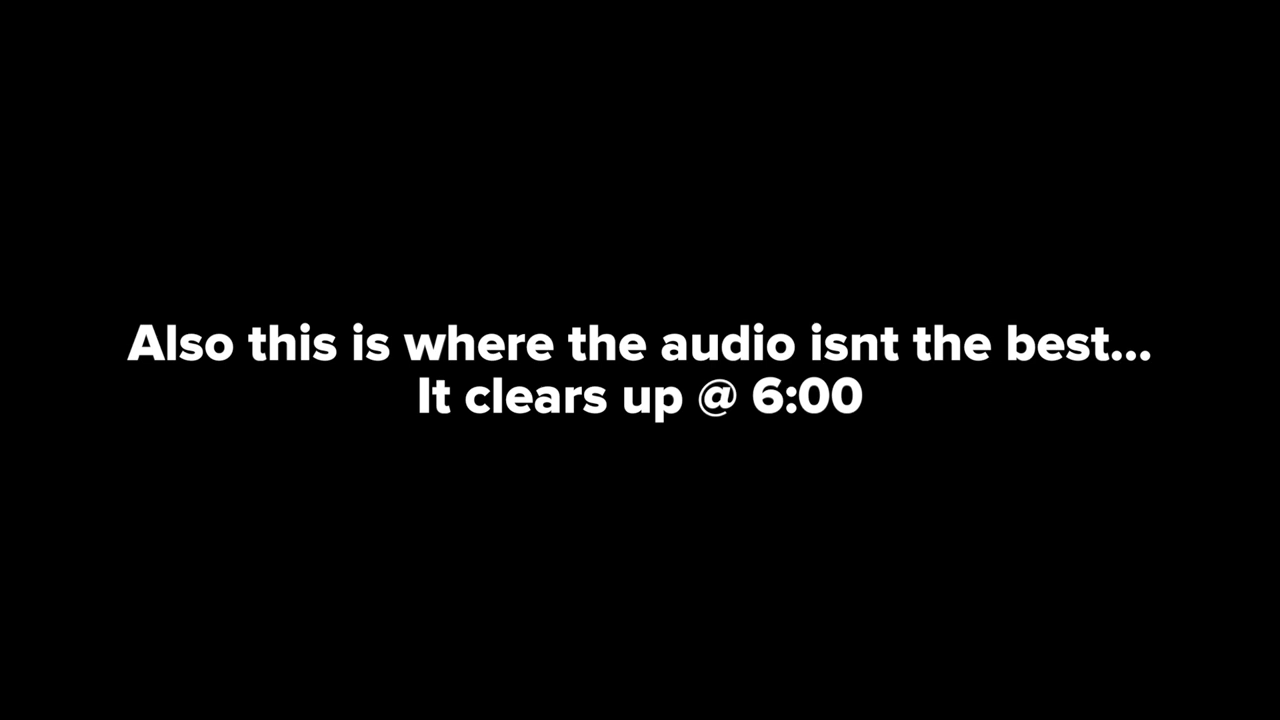 Also this is where the audio isnt the best...
It clears up @ 6:00